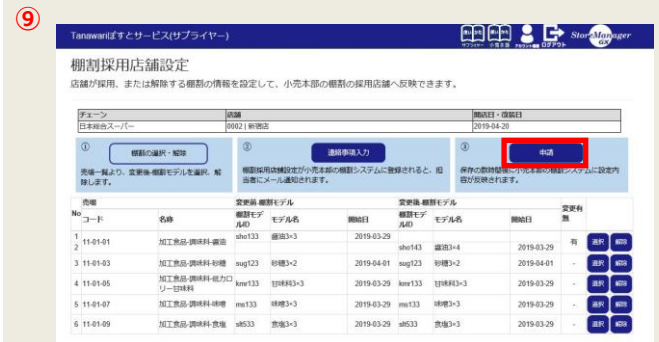 ⑨
Tanawariぽすとサービス(サプライヤー)
サプライヤー 小売本部 アカウント編集 ログアウト
StoreManager GX
棚割採用店舗設定
店舗が採用、または解除する棚割の情報を設定して、小売本部の棚割の採用店舗へ反映できます。
チェーン 店舗 開店日・改装日
日本総合スーパー 0002 | 新宿店 2019-04-20
① 棚割の選択・解除 ② 連絡事項入力 ③ 申請
売場一覧より、変更後-棚割モデルを選択、解除します。
棚割採用店舗設定が小売本部の棚割システムに登録されると、担当者にメール通知されます。
保存の数時間後に小売本部の棚割システムに設定内容が反映されます。
売場 変更前-棚割モデル 変更後-棚割モデル
No コード 名称 棚割モデルID モデル名 開始日 棚割モデルID モデル名 開始日 変更有無
1 11-01-01 加工食品-調味料-醤油 sho133 醤油3×3 2019-03-29
2 sho143 醤油3×4 2019-03-29 有 選択 解除
3 11-01-03 加工食品-調味料-砂糖 sug123 砂糖3×2 2019-04-01 sug123 砂糖3×2 2019-04-01 - 選択 解除
4 11-01-05 加工食品-調味料-低カロリー甘味料 kmr133 甘味料3×3 2019-03-29 kmr133 甘味料3×3 2019-03-29 - 選択 解除
5 11-01-07 加工食品-調味料-味噌 ms133 味噌3×3 2019-03-29 ms133 味噌3×3 2019-03-29 - 選択 解除
6 11-01-09 加工食品-調味料-食塩 slt533 食塩3×3 2019-03-29 slt533 食塩3×3 2019-03-29 - 選択 解除